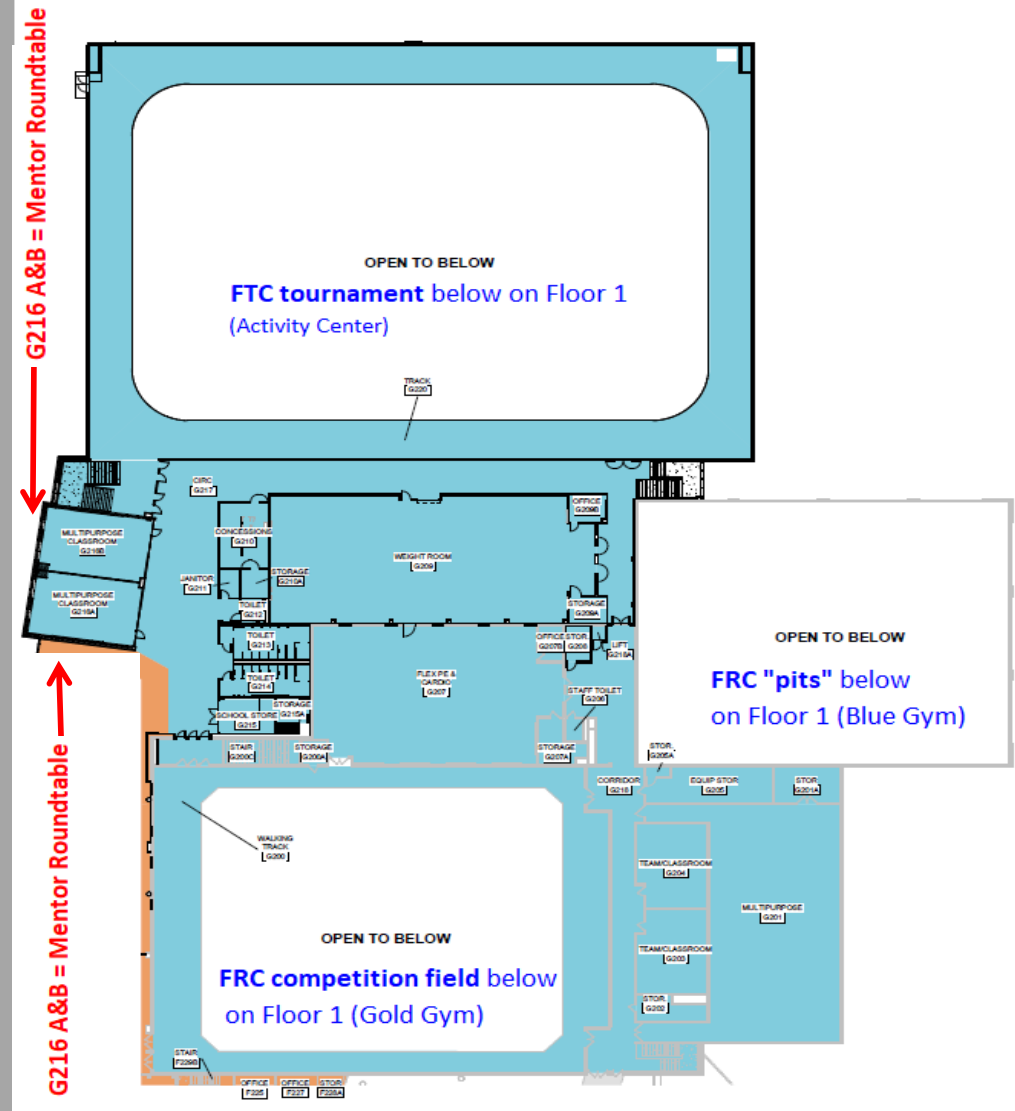 G216 A&B = Mentor Roundtable
OPEN TO BELOW
FTC tournament below on Floor 1
(Activity Center)
TRACK
G220
CIRC
G217
CONCESSIONS
G210
OFFICE
G209B
MULTIPURPOSE
CLASSROOM
G216B
WEIGHT ROOM
G209
JANITOR
G211
STORAGE
G210A
MULTIPURPOSE
CLASSROOM
G216A
TOILET
G212
STORAGE
G209A
TOILET
G213
OFFICE
G207B
STOR.
G208
LIFT
G218A
OPEN TO BELOW
FRC "pits" below
on Floor 1 (Blue Gym)
FLEX PE &
CARDIO
G207
TOILET
G214
STAFF TOILET
G206
STORAGE
G215A
SCHOOL STORE
G215
STAIR
G200C
STORAGE
G206A
STORAGE
G207A
STOR.
G205A
CORRIDOR
G218
EQUIP STOR
G205
STOR
G201A
G216 A&B = Mentor Roundtable
WALKING
TRACK
G200
TEAM/CLASSROOM
G204
MULTIPURPOSE
G201
OPEN TO BELOW
FRC competition field below
on Floor 1 (Gold Gym)
TEAM/CLASSROOM
G203
STOR.
G202
STAIR
F229B
OFFICE
F226
OFFICE
F227
STOR
F228A